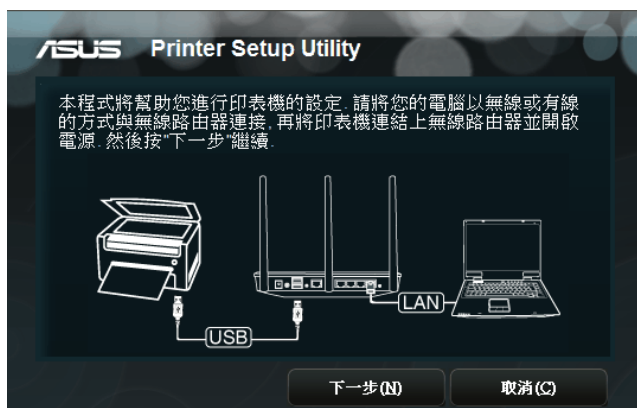 ASUS Printer Setup Utility
本程式將幫助您進行印表機的設定. 請將您的電腦以無線或有線
的方式與無線路由器連接, 再將印表機連結上無線路由器並開啟
電源. 然後按"下一步"繼續.
LAN
USB
下一步(N) 取消(C)